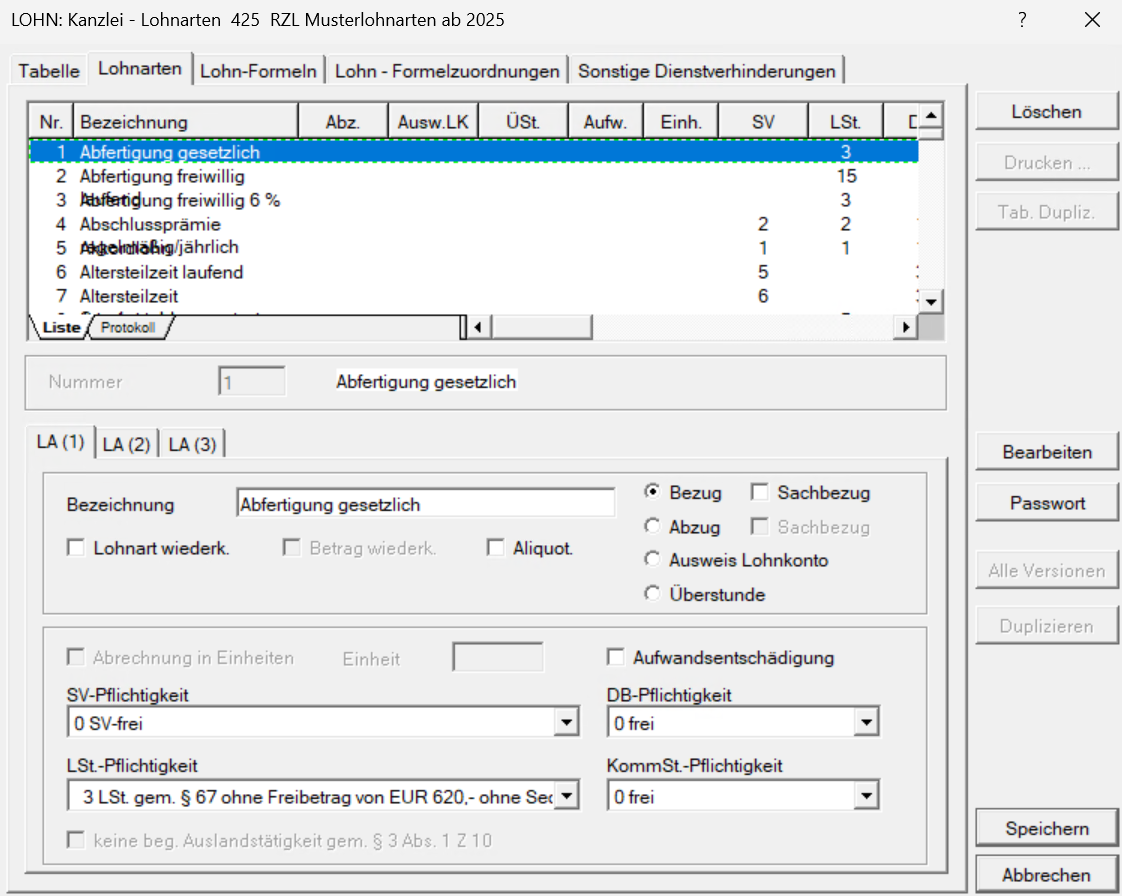 LOHN: Kanzlei - Lohnarten 425 RZL Musterlohnarten ab 2025 ?
Tabelle Lohnarten Lohn-Formeln Lohn - Formelzuordnungen Sonstige Dienstverhinderungen
Nr. Bezeichnung Abz. Ausw.LK ÜSt. Aufw. Einh. SV LSt.
1 Abfertigung gesetzlich 3
2 Abfertigung freiwillig 15
3 Abfertigung freiwillig 6 % 3
4 Abschlussprämie 2 2
5 regelmäßig/jährlich 1 1
6 Altersteilzeit laufend 5
7 Altersteilzeit 6
Liste Protokoll
Nummer 1 Abfertigung gesetzlich
LA (1) LA (2) LA (3)
Bezeichnung Abfertigung gesetzlich
Lohnart wiederk. Betrag wiederk. Aliquot.
Bezug Sachbezug
Abzug Sachbezug
Ausweis Lohnkonto
Überstunde
Abrechnung in Einheiten Einheit Aufwandsentschädigung
SV-Pflichtigkeit DB-Pflichtigkeit
0 SV-frei 0 frei
LSt.-Pflichtigkeit KommSt.-Pflichtigkeit
3 LSt. gem. § 67 ohne Freibetrag von EUR 620,- ohne Sec 0 frei
keine beg. Auslandstätigkeit gem. § 3 Abs. 1 Z 10
Löschen
Drucken ...
Tab. Dupliz.
Bearbeiten
Passwort
Alle Versionen
Duplizieren
Speichern
Abbrechen